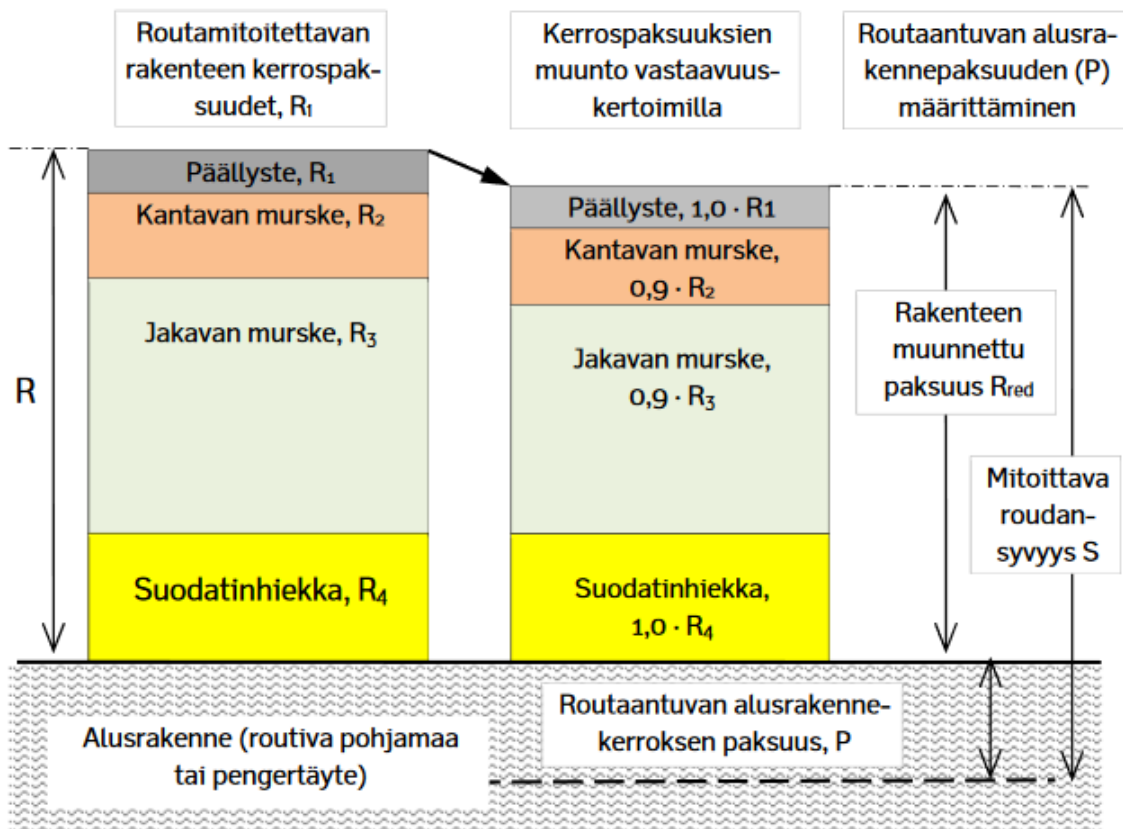 Routamitoitettavan
rakenteen kerrospak-
suudet, R₁
Kerrospaksuuksien
muunto vastaavuus-
kertoimilla
Routaantuvan alusra-
kennepaksuuden (P)
määrittäminen
R
Päällyste, R₁
Kantavan murske, R₂
Jakavan murske, R₃
Suodatinhiekka, R₄
Päällyste, 1,0 · R1
Kantavan murske,
0,9 · R₂
Jakavan murske,
0,9 · R₃
Suodatinhiekka,
1,0 · R₄
Rakenteen
muunnettu
paksuus Rred
Mitoittava
roudan-
syvyys S
Alusrakenne (routiva pohjamaa
tai pengertäyte)
Routaantuvan alusrakenne-
kerroksen paksuus, P